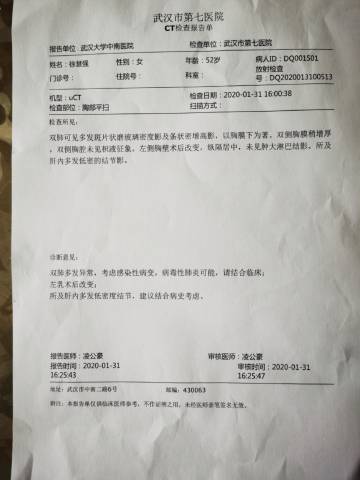 武汉市第七医院
CT检查报告单
报告单位: 武汉大学中南医院 检查单位: 武汉市第七医院
姓名: 徐慧强 性别: 女 年龄: 52岁 病人ID: DQ001501
门诊号: 住院号: 科室: 放射检查号: DQ2020013100513
机型: uCT 检查日期: 2020-01-31 16:00:38
检查部位: 胸部平扫 扫描方式:
检查所见:
双肺可见多发斑片状磨玻璃密度影及条状密增高影，以胸膜下为著，双侧胸膜稍增厚
，双侧胸腔未见积液征象。左侧胸壁术后改变。纵隔居中，未见肿大淋巴结影。所及
肝内多发低密的结节影。
诊断意见:
双肺多发异常，考虑感染性病变，病毒性肺炎可能，请结合临床;
左乳术后改变;
所及肝内多发低密度结节，建议结合病史考虑。
报告医师: 凌公豪 审核医师: 凌公豪
报告时间: 2020-01-31 审核时间: 2020-01-31
16:25:43 16:25:47
地址: 武汉市中南二路6号 邮编: 430063
附注: 本报告单仅供临床医师参考，不作证明之用，未经医师亲笔签名无效。